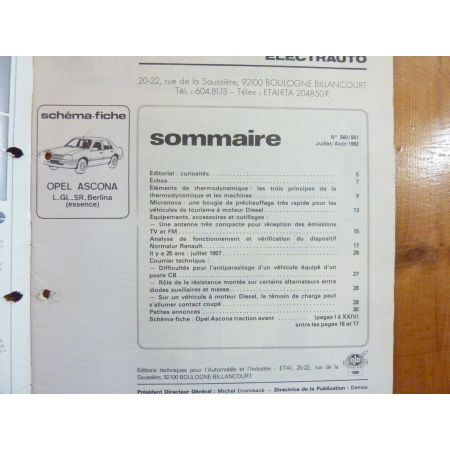 ELECTRAUTO
20-22, rue de la Saussière, 92100 BOULOGNE BILLANCOURT
Tél. : 604.81.13 – Télex : ETAIRTA 204850F.
schéma-fiche
OPEL ASCONA
L.GL.SR.Berlina
(essence)
sommaire
N° 560/561
Juillet/Août 1982
Éditorial : curiosités 5
Echos 7
Éléments de thermodynamique : les trois principes de la
thermodynamique et les machines 9
Micronova : une bougie de préchauffage très rapide pour les
véhicules de tourisme à moteur Diesel 13
Équipements, accessoires et outillages :
– Une antenne très compacte pour réception des émissions
TV et FM 15
Analyse de fonctionnement et vérification du dispositif
Normalur Renault 17
Il y a 25 ans : juillet 1957 26
Courrier technique :
– Difficultés pour l'antiparasitage d'un véhicule équipé d'un
poste CB 27
– Rôle de la résistance montée sur certains alternateurs entre
diodes auxiliaires et masse 28
– Sur un véhicule à moteur Diesel, le témoin de charge peut
s'allumer contact coupé 28
Petites annonces 30
Schéma-fiche : Opel Ascona traction avant (pages I à XXIV)
entre les pages 16 et 17
Éditions techniques pour l'Automobile et l'Industrie - ETAI, 20-22, rue de la
Saussière, 92100 BOULOGNE-BILLANCOURT
Président Directeur Général : Michel Cromback – Directrice de la Publication : Denise